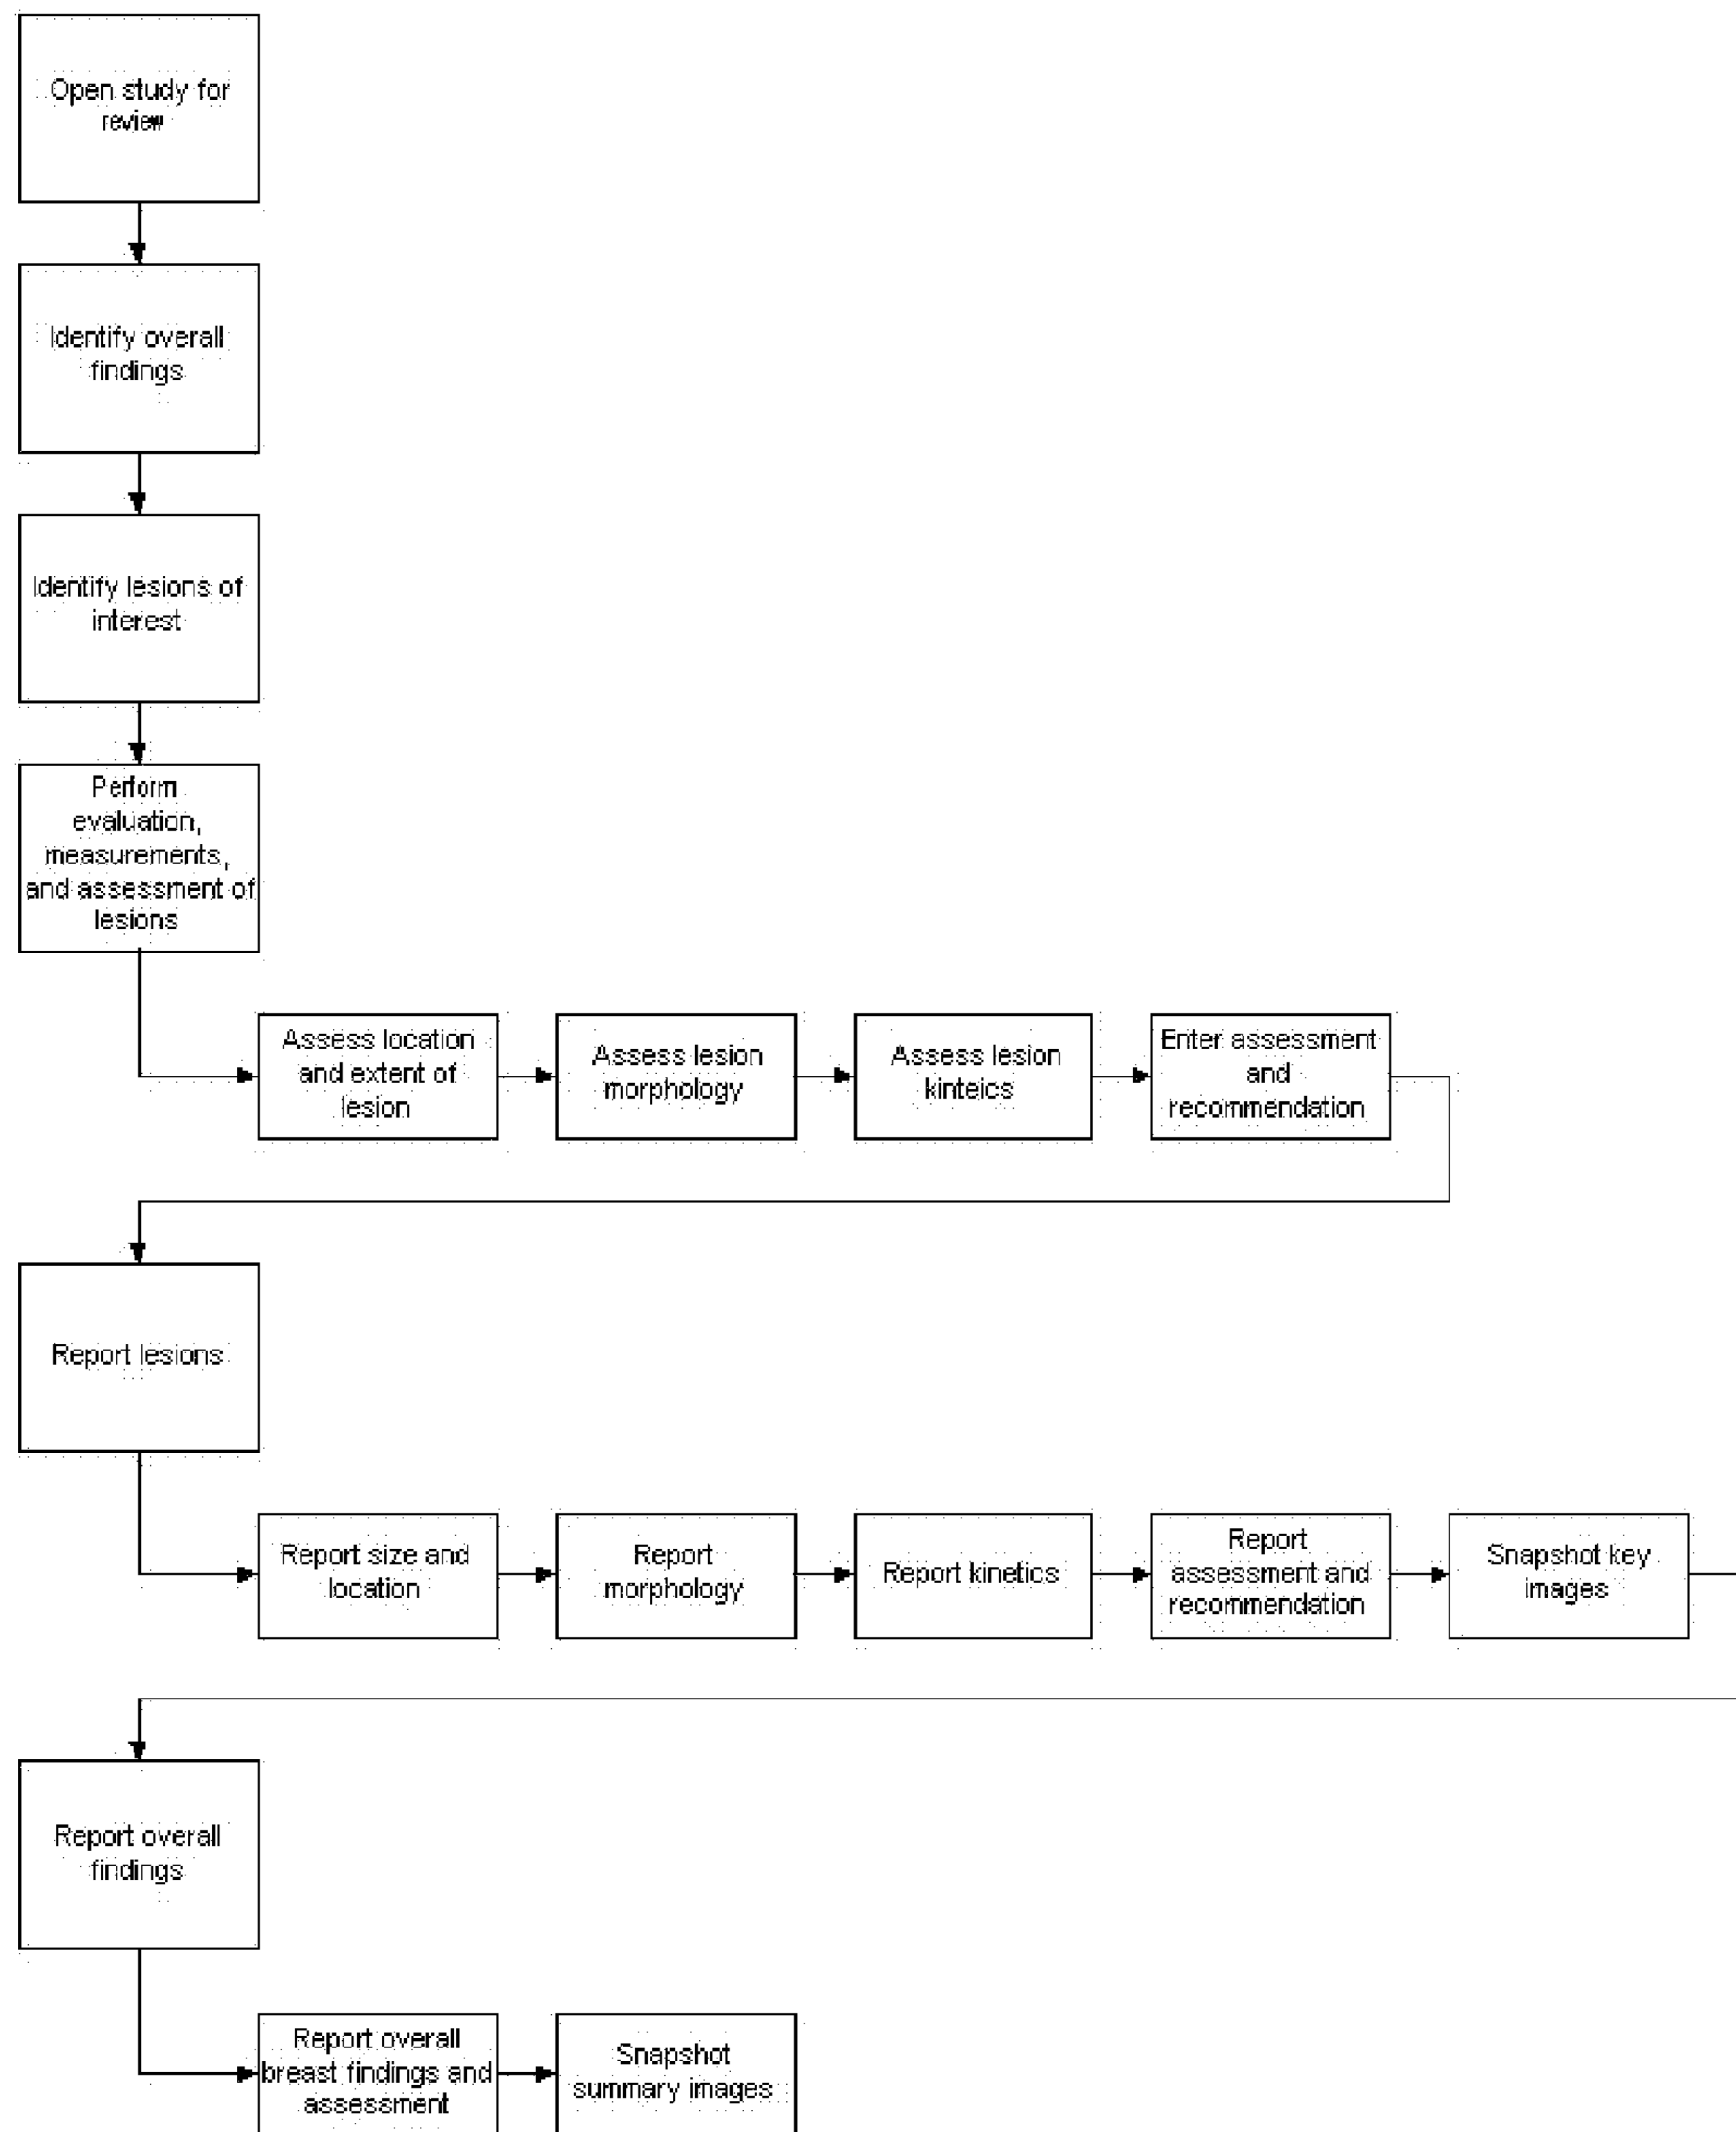 Open study for
review
Identify overall
findings
Identify lesions of
interest
Perform
evaluation,
measurements,
and assessment of
lesions
Assess location
and extent of
lesion
Assess lesion
morphology
Assess lesion
kinteics
Enter assessment
and
recommendation
Report lesions
Report size and
location
Report
morphology
Report kinetics
Report
assessment and
recommendation
Snapshot key
images
Report overall
findings
Report overall
breast findings and
assessment
Snapshot
summary images